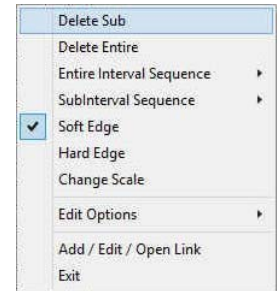 Delete Sub
Delete Entire
Entire Interval Sequence
SubInterval Sequence
Soft Edge
Hard Edge
Change Scale
Edit Options
Add / Edit / Open Link
Exit